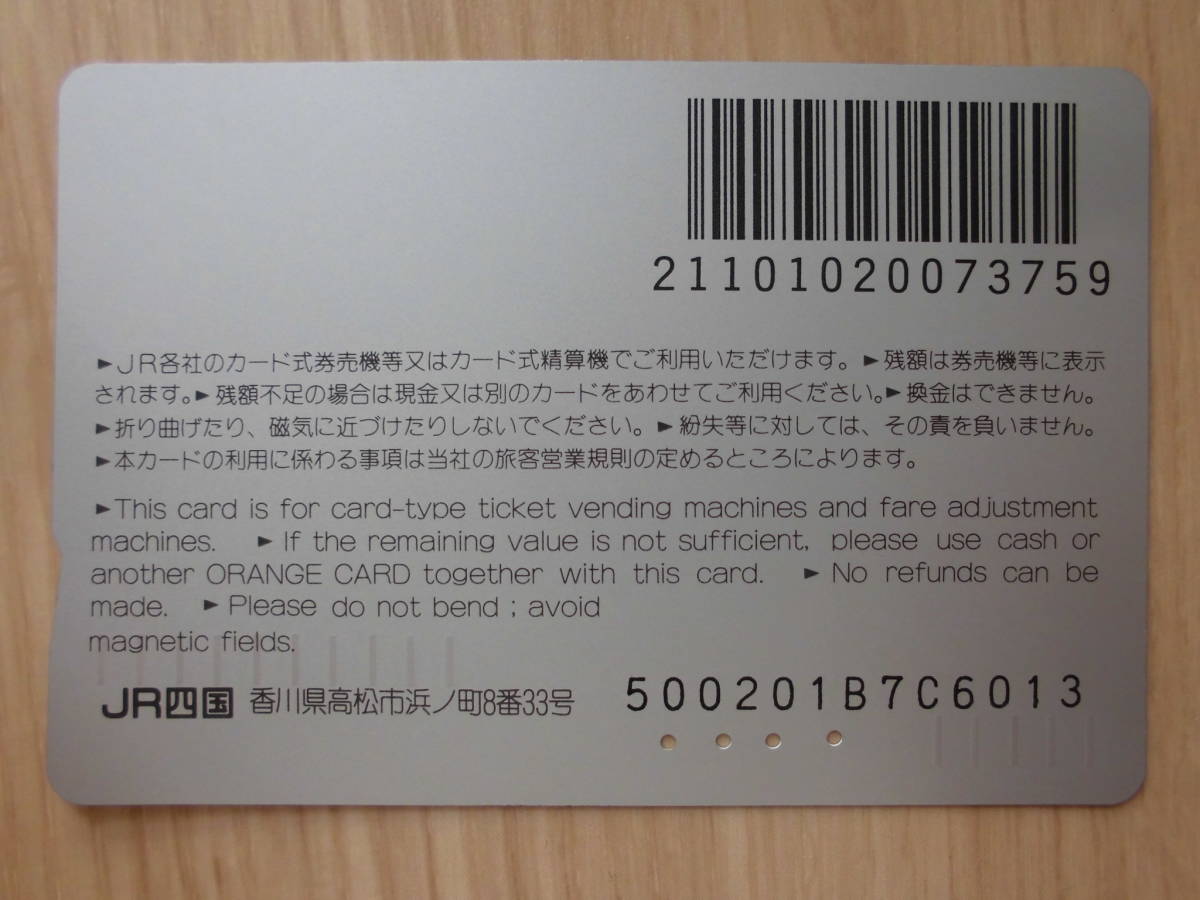 21101020073759
►JR各社のカード式券売機等又はカード式精算機でご利用いただけます。►残額は券売機等に表示
されます。►残額不足の場合は現金又は別のカードをあわせてご利用ください。►換金はできません。
►折り曲げたり、磁気に近づけたりしないでください。►紛失等に対しては、その責を負いません。
►本カードの利用に係わる事項は当社の旅客営業規則の定めるところによります。
►This card is for card-type ticket vending machines and fare adjustment
machines. ►If the remaining value is not sufficient, please use cash or
another ORANGE CARD together with this card. ►No refunds can be
made. ►Please do not bend ; avoid
magnetic fields.
JR四国 香川県高松市浜ノ町8番33号
500201B7C6013